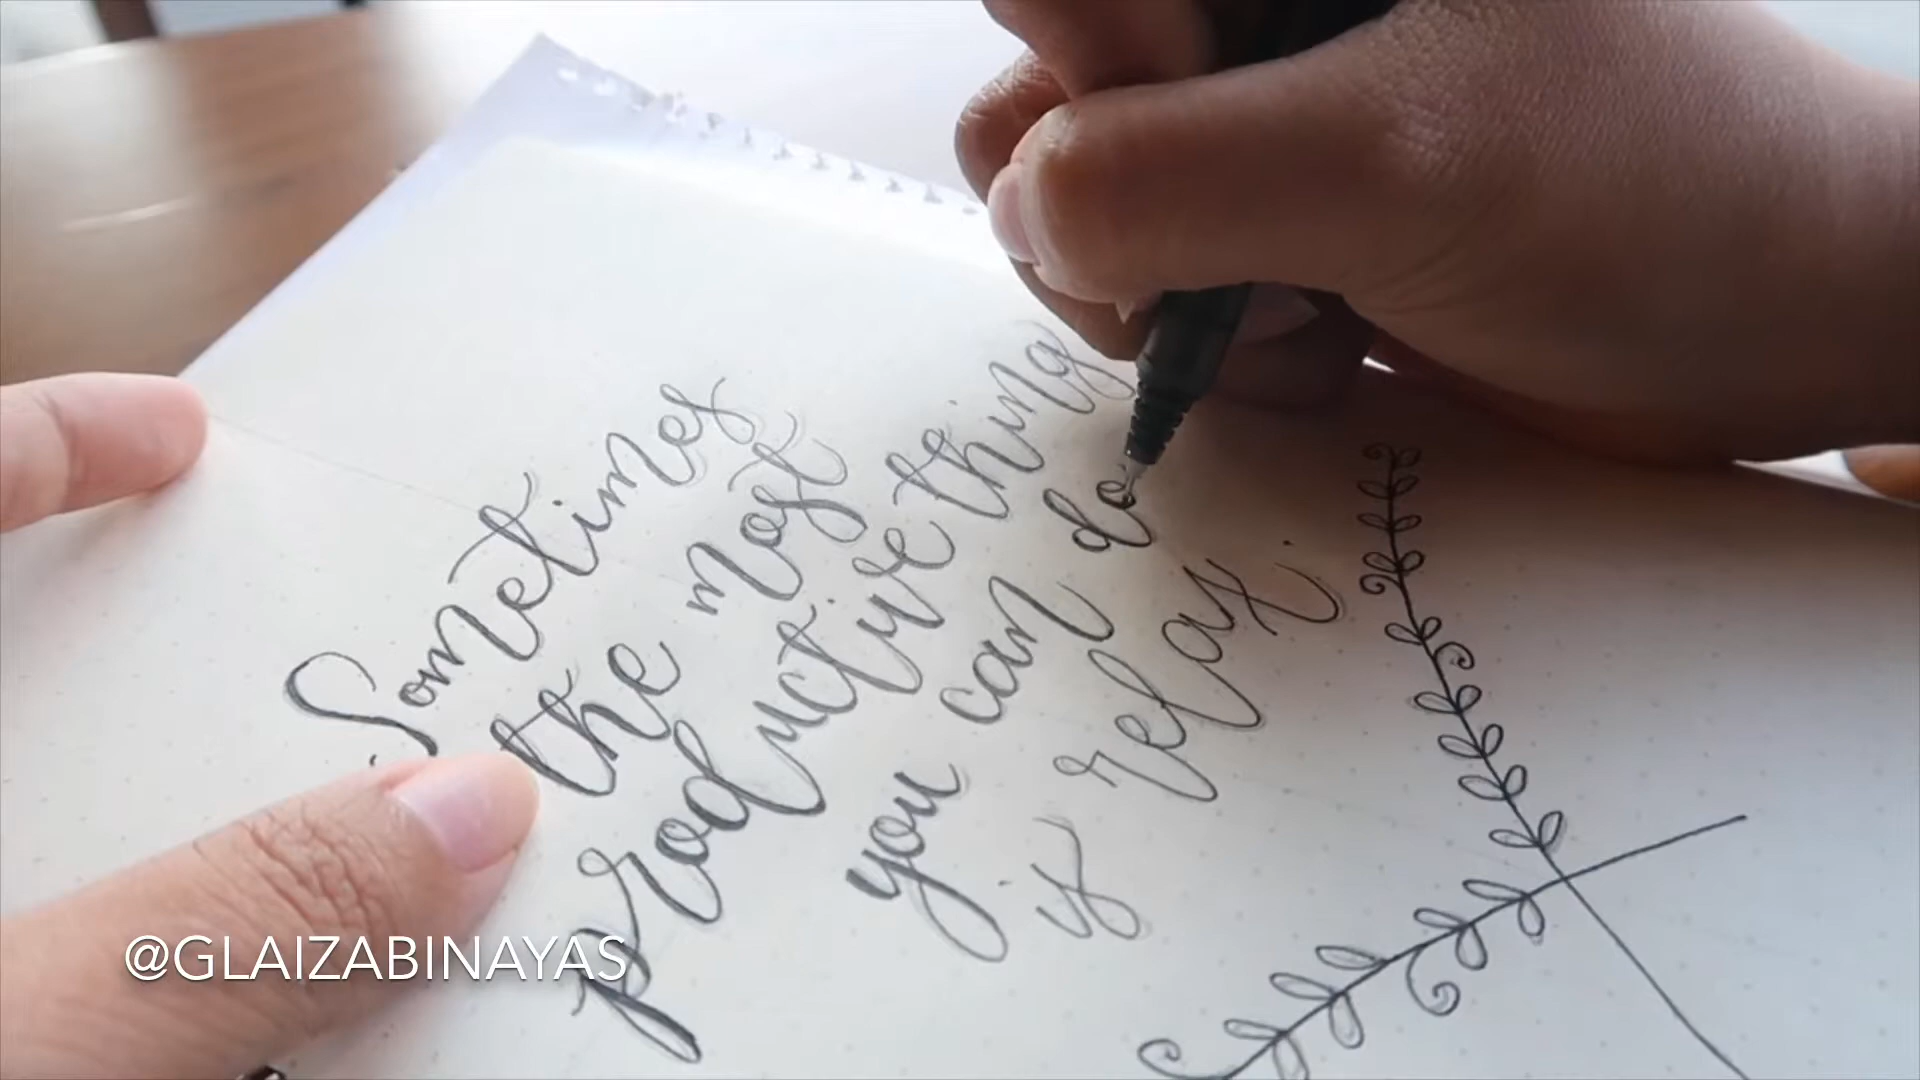 Sometimes
the most
productive thing
you can do
is relax.
@GLAIZABINAYAS